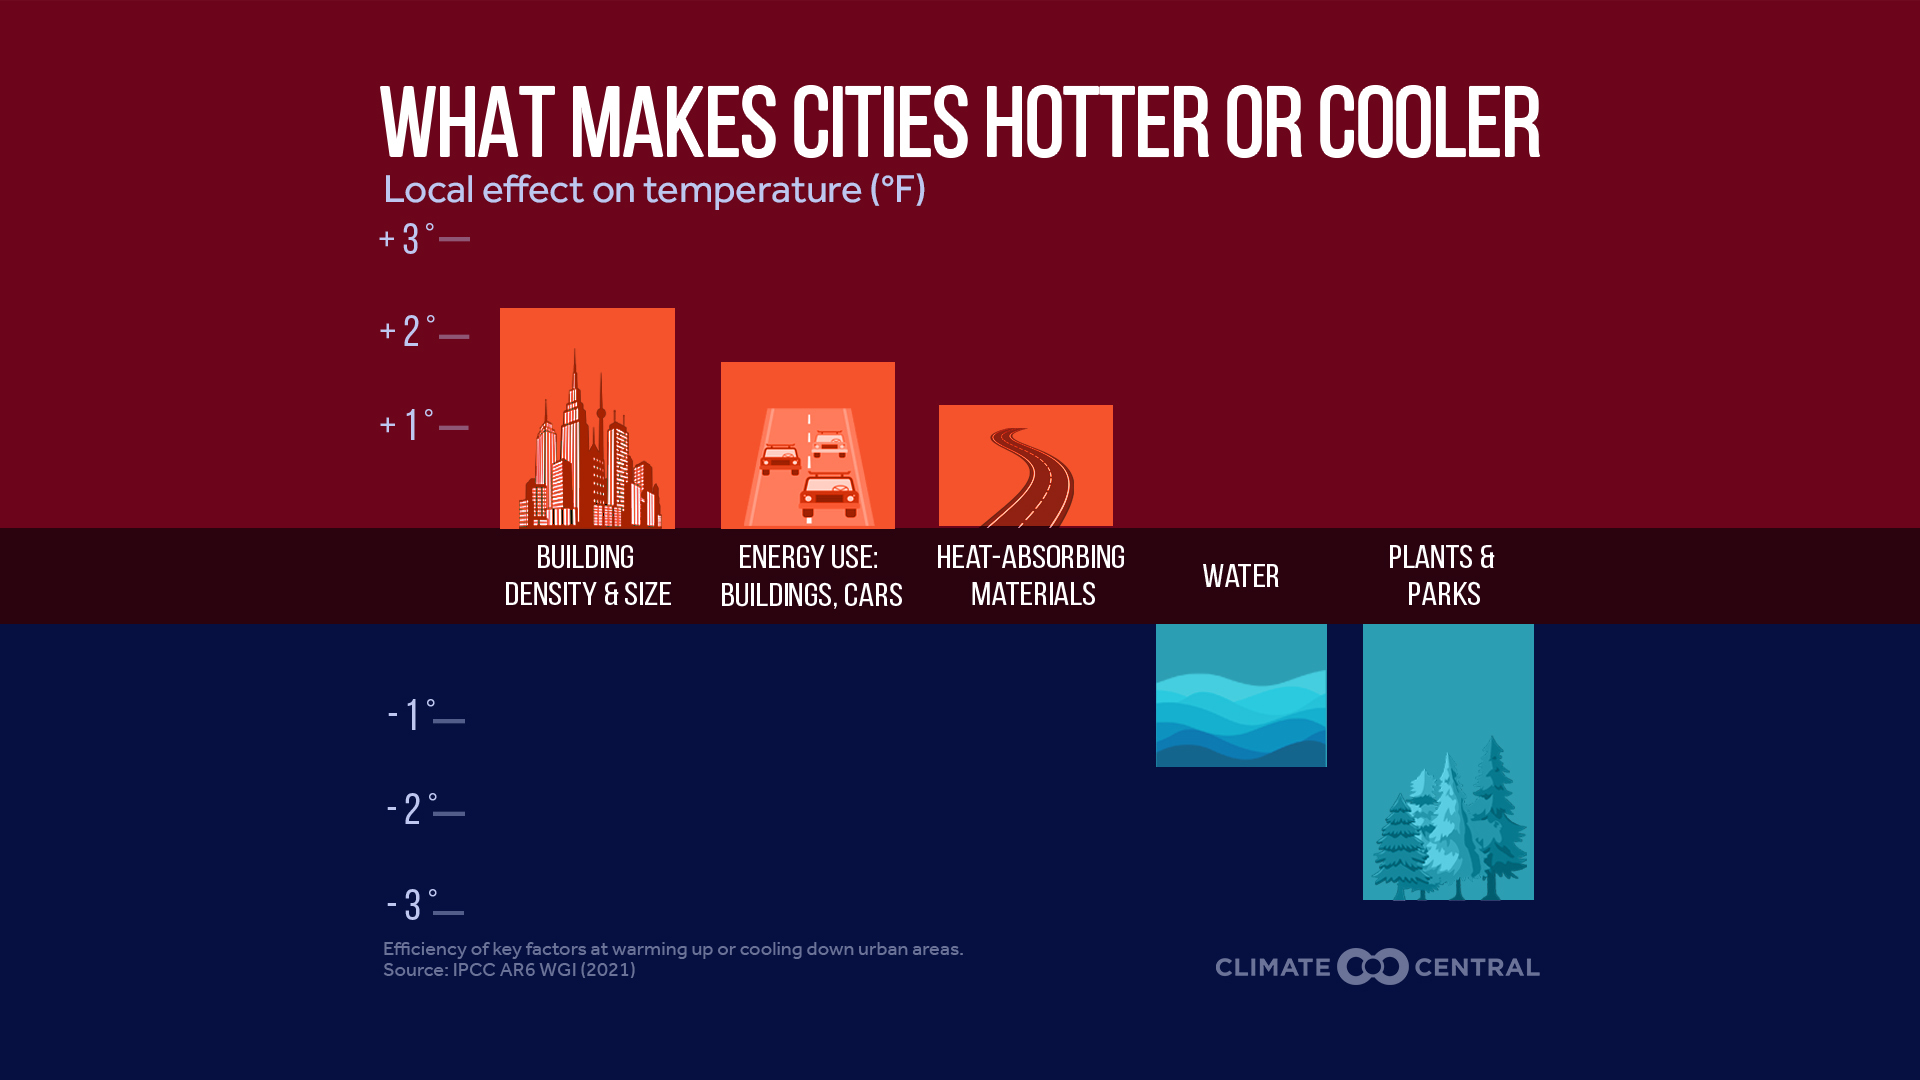 WHAT MAKES CITIES HOTTER OR COOLER
Local effect on temperature (°F)
+ 3°
+ 2°
+ 1°
BUILDING
DENSITY & SIZE
ENERGY USE:
BUILDINGS, CARS
HEAT-ABSORBING
MATERIALS
WATER
PLANTS &
PARKS
- 1°
- 2°
- 3°
Efficiency of key factors at warming up or cooling down urban areas.
Source: IPCC AR6 WGI (2021)
CLIMATE CENTRAL